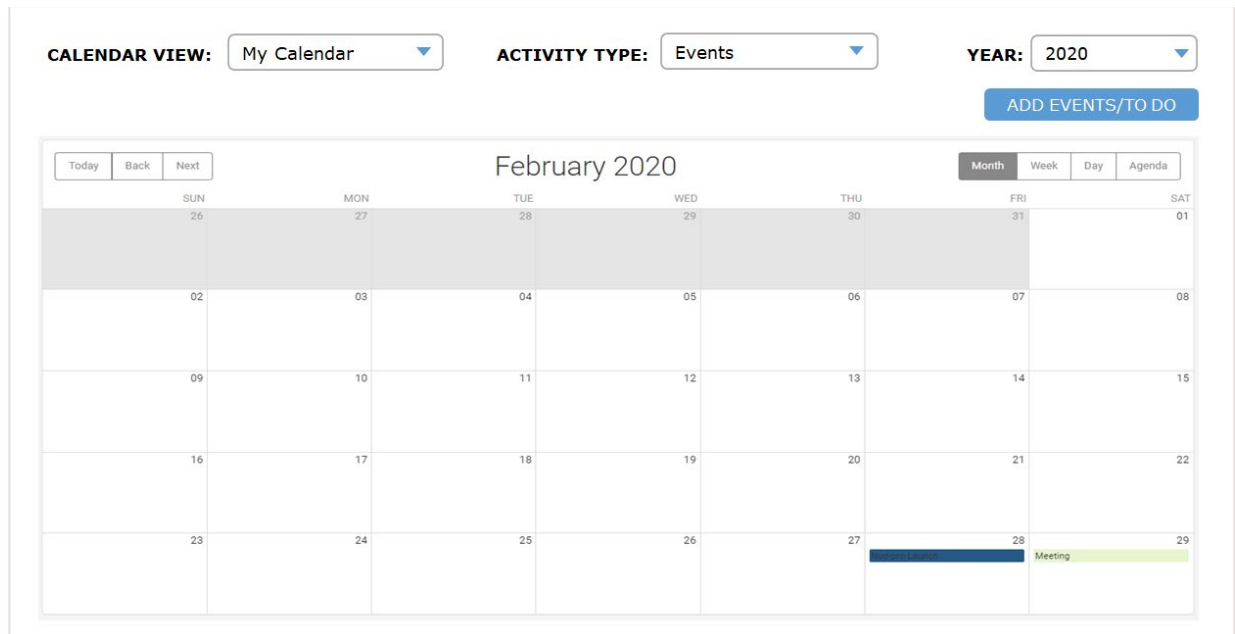 CALENDAR VIEW: My Calendar ACTIVITY TYPE: Events YEAR: 2020
ADD EVENTS/TO DO
Today Back Next February 2020 Month Week Day Agenda
SUN MON TUE WED THU FRI SAT
26 27 28 29 30 31 01
02 03 04 05 06 07 08
09 10 11 12 13 14 15
16 17 18 19 20 21 22
23 24 25 26 27 28 29
Launch Meeting